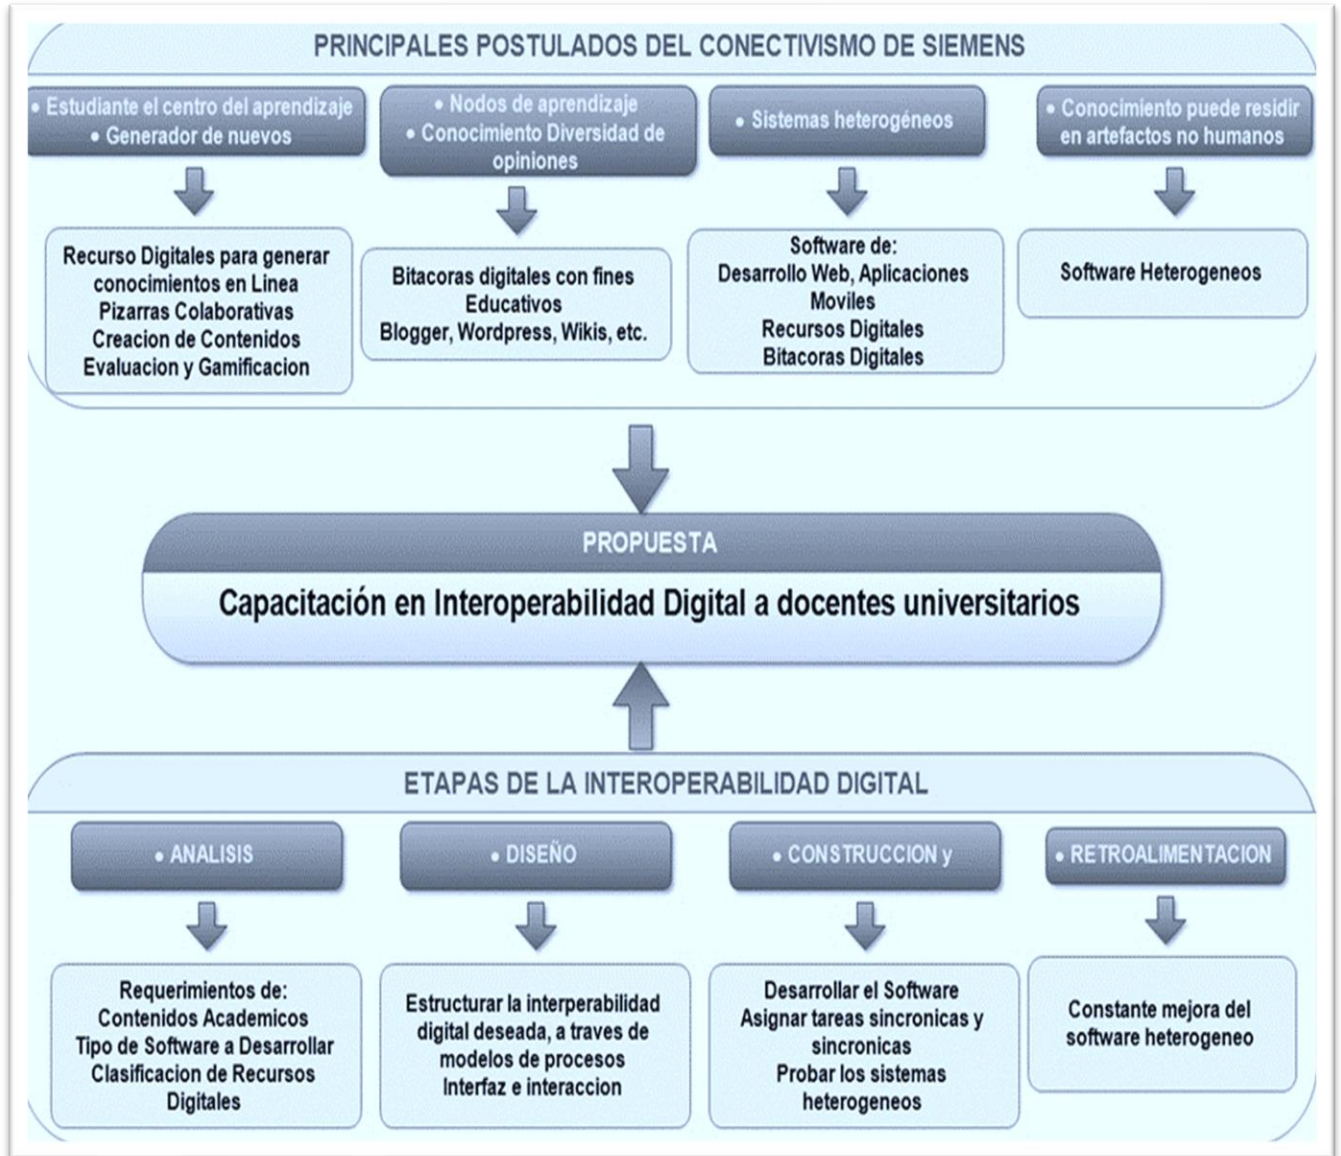 PRINCIPALES POSTULADOS DEL CONECTIVISMO DE SIEMENS
• Estudiante el centro del aprendizaje
• Generador de nuevos
• Nodos de aprendizaje
• Conocimiento Diversidad de
opiniones
• Sistemas heterogéneos
• Conocimiento puede residir
en artefactos no humanos
Recurso Digitales para generar
conocimientos en Linea
Pizarras Colaborativas
Creacion de Contenidos
Evaluacion y Gamificacion
Bitacoras digitales con fines
Educativos
Blogger, Wordpress, Wikis, etc.
Software de:
Desarrollo Web, Aplicaciones
Moviles
Recursos Digitales
Bitacoras Digitales
Software Heterogeneos
PROPUESTA
Capacitación en Interoperabilidad Digital a docentes universitarios
ETAPAS DE LA INTEROPERABILIDAD DIGITAL
• ANALISIS
• DISEÑO
• CONSTRUCCION y
• RETROALIMENTACION
Requerimientos de:
Contenidos Academicos
Tipo de Software a Desarrollar
Clasificacion de Recursos
Digitales
Estructurar la interperabilidad
digital deseada, a traves de
modelos de procesos
Interfaz e interaccion
Desarrollar el Software
Asignar tareas sincronicas y
sincronicas
Probar los sistemas
heterogeneos
Constante mejora del
software heterogeneo